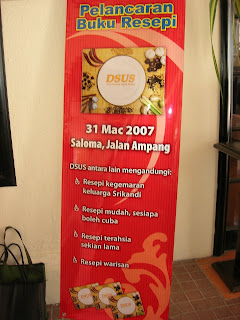 Pelancaran
Buku Resepi
DSUS
31 Mac 2007
Saloma, Jalan Ampang
DSUS antara lain mengandungi:
Resepi kegemaran
keluarga Srikandi
Resepi mudah, sesiapa
boleh cuba
Resepi terahsia
sekian lama
Resepi warisan